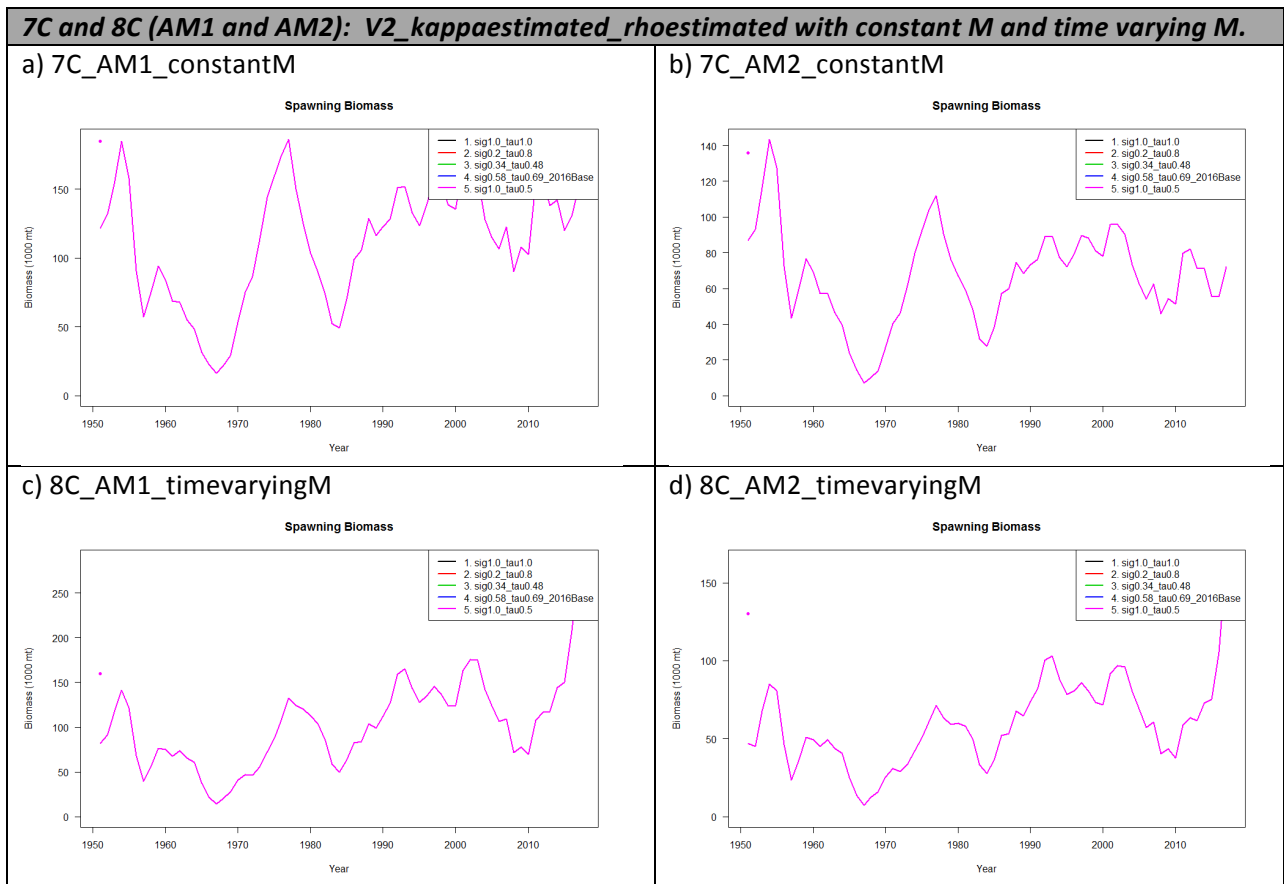 7C and 8C (AM1 and AM2): V2_kappaestimated_rhoestimated with constant M and time varying M.
a) 7C_AM1_constantM
Spawning Biomass
1. sig1.0_tau1.0
2. sig0.2_tau0.8
3. sig0.34_tau0.48
4. sig0.58_tau0.69_2016Base
5. sig1.0_tau0.5
Biomass (1000 mt)
150
100
50
0
1950 1960 1970 1980 1990 2000 2010
Year
b) 7C_AM2_constantM
Spawning Biomass
1. sig1.0_tau1.0
2. sig0.2_tau0.8
3. sig0.34_tau0.48
4. sig0.58_tau0.69_2016Base
5. sig1.0_tau0.5
Biomass (1000 mt)
140
120
100
80
60
40
20
0
1950 1960 1970 1980 1990 2000 2010
Year
c) 8C_AM1_timevaryingM
Spawning Biomass
1. sig1.0_tau1.0
2. sig0.2_tau0.8
3. sig0.34_tau0.48
4. sig0.58_tau0.69_2016Base
5. sig1.0_tau0.5
Biomass (1000 mt)
250
200
150
100
50
0
1950 1960 1970 1980 1990 2000 2010
Year
d) 8C_AM2_timevaryingM
Spawning Biomass
1. sig1.0_tau1.0
2. sig0.2_tau0.8
3. sig0.34_tau0.48
4. sig0.58_tau0.69_2016Base
5. sig1.0_tau0.5
Biomass (1000 mt)
150
100
50
0
1950 1960 1970 1980 1990 2000 2010
Year